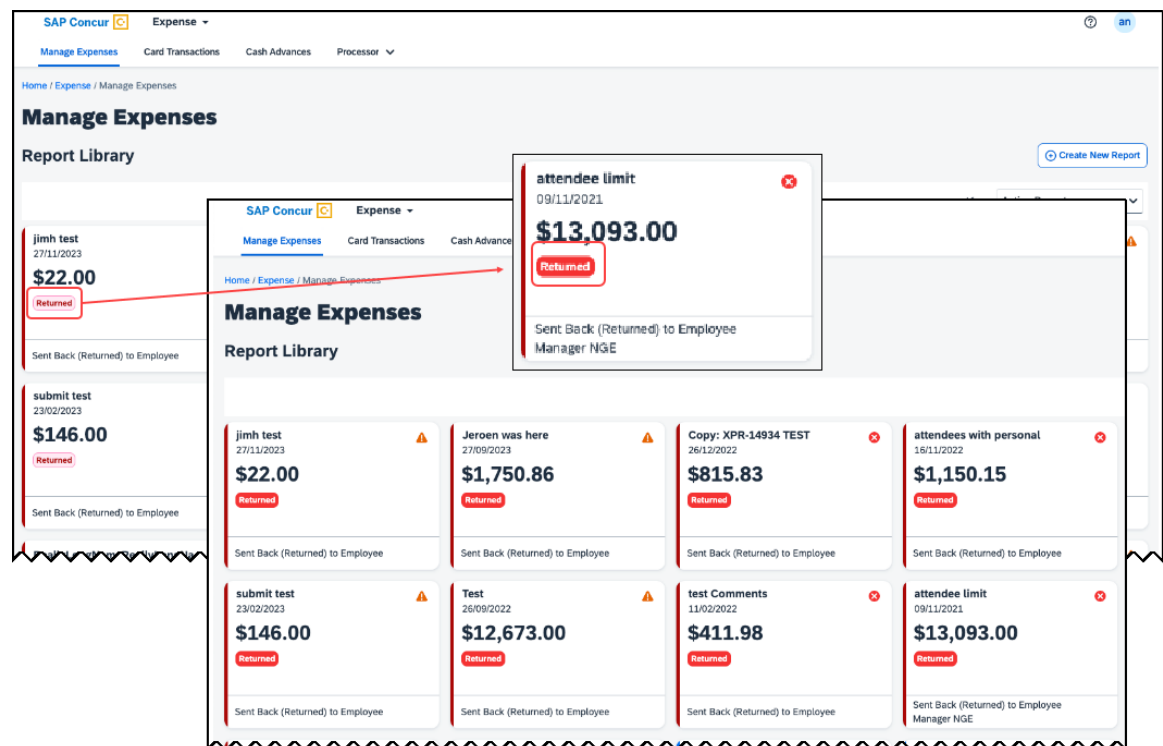 SAP Concur C Expense
? an
Manage Expenses Card Transactions Cash Advances Processor
Home / Expense / Manage Expenses
Manage Expenses
Report Library
Create New Report
jimh test
27/11/2023
$22.00
Returned
Sent Back (Returned) to Employee
submit test
23/02/2023
$146.00
Returned
Sent Back (Returned) to Employee
attendee limit
09/11/2021
$13,093.00
Returned
Sent Back (Returned) to Employee
Manager NGE
SAP Concur C Expense
Manage Expenses Card Transactions Cash Advance
Home / Expense / Manage Expenses
Manage Expenses
Report Library
jimh test
27/11/2023
$22.00
Returned
Sent Back (Returned) to Employee
Jeroen was here
27/09/2023
$1,750.86
Returned
Sent Back (Returned) to Employee
Copy: XPR-14934 TEST
26/12/2022
$815.83
Returned
Sent Back (Returned) to Employee
attendees with personal
16/11/2022
$1,150.15
Returned
Sent Back (Returned) to Employee
submit test
23/02/2023
$146.00
Returned
Sent Back (Returned) to Employee
Test
26/09/2022
$12,673.00
Returned
Sent Back (Returned) to Employee
test Comments
11/02/2022
$411.98
Returned
Sent Back (Returned) to Employee
attendee limit
09/11/2021
$13,093.00
Returned
Sent Back (Returned) to Employee
Manager NGE